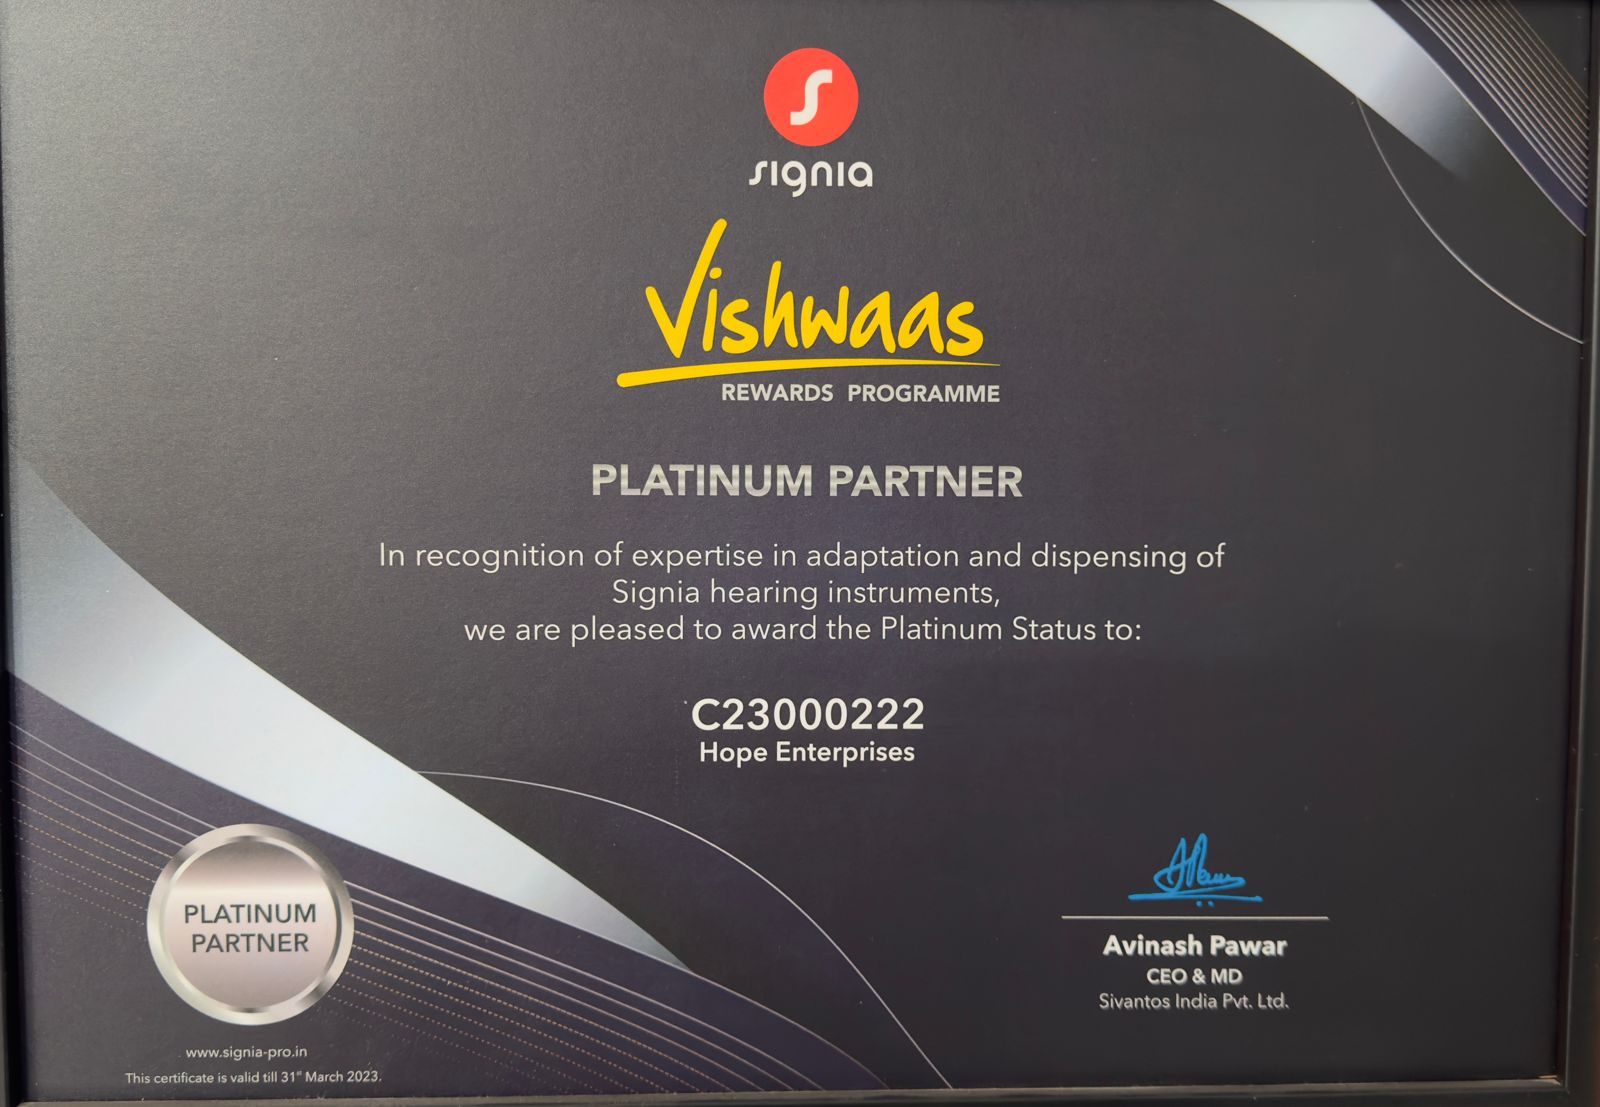 signia
Vishwaas
REWARDS PROGRAMME
PLATINUM PARTNER
In recognition of expertise in adaptation and dispensing of
Signia hearing instruments,
we are pleased to award the Platinum Status to:
C23000222
Hope Enterprises
PLATINUM
PARTNER
www.signia-pro.in
This certificate is valid till 31st March 2023.
Avinash Pawar
CEO & MD
Sivantos India Pvt. Ltd.